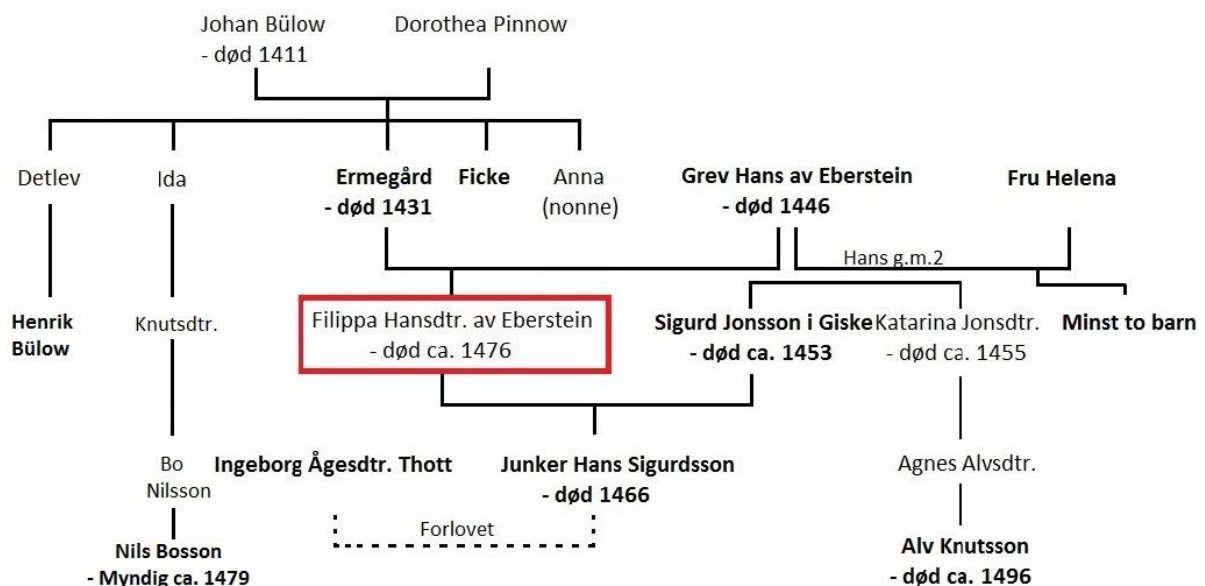 Johan Bülow
- død 1411
Dorothea Pinnow
Detlev
Ida
Ermegård
- død 1431
Ficke
Anna
(nonne)
Grev Hans av Eberstein
- død 1446
Fru Helena
Hans g.m.2
Henrik
Bülow
Knutsdtr.
Filippa Hansdtr. av Eberstein
- død ca. 1476
Sigurd Jonsson i Giske
- død ca. 1453
Katarina Jonsdtr.
- død ca. 1455
Minst to barn
Bo
Nilsson
Ingeborg Ågesdtr. Thott
Junker Hans Sigurdsson
- død 1466
Agnes Alvsdtr.
Forlovet
Nils Bosson
- Myndig ca. 1479
Alv Knutsson
- død ca. 1496